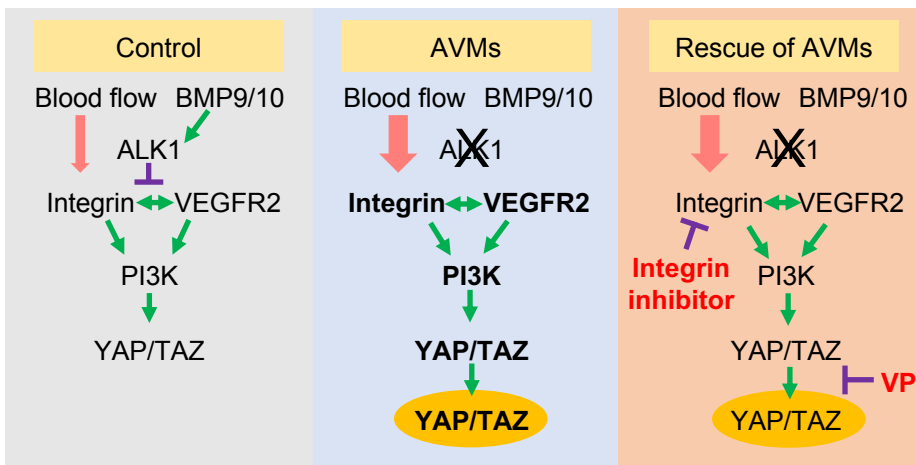 Control
Blood flow BMP9/10
ALK1
Integrin VEGFR2
PI3K
YAP/TAZ
AVMs
Blood flow BMP9/10
ALK1
Integrin VEGFR2
PI3K
YAP/TAZ
YAP/TAZ
Rescue of AVMs
Blood flow BMP9/10
ALK1
Integrin VEGFR2
Integrin
inhibitor
PI3K
YAP/TAZ
VP
YAP/TAZ